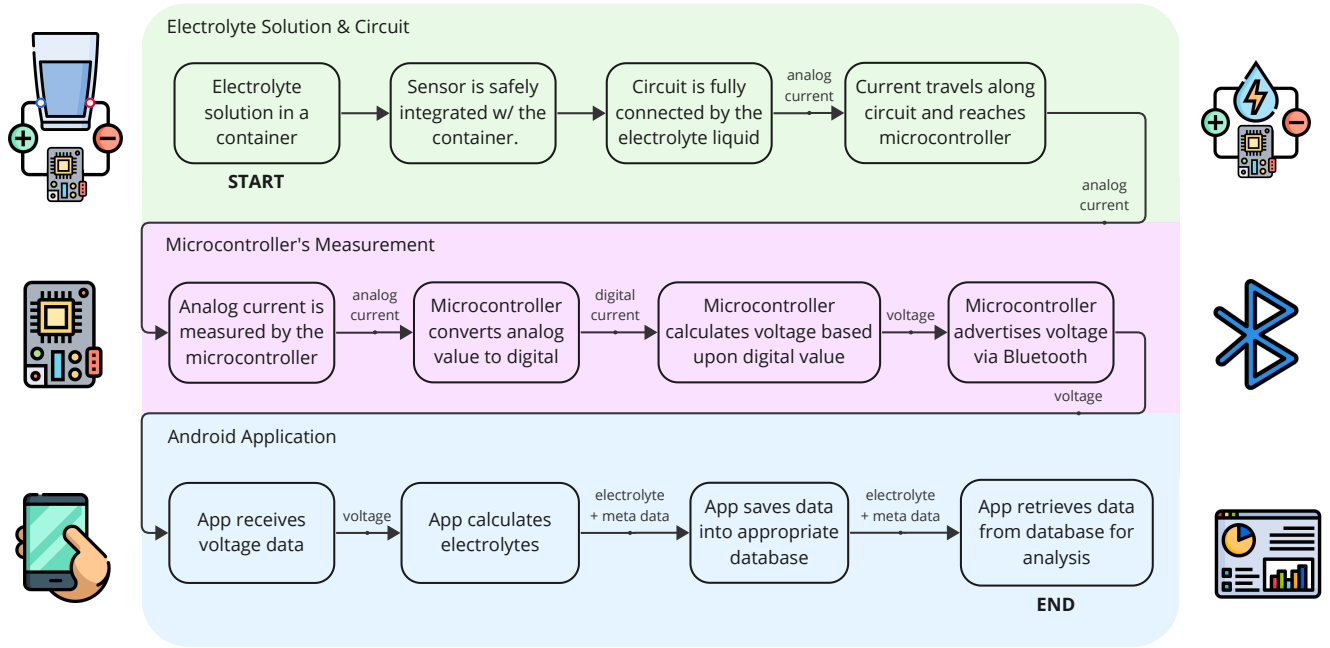 Electrolyte Solution & Circuit
Electrolyte
solution in a
container
START
Sensor is safely
integrated w/ the
container.
Circuit is fully
connected by the
electrolyte liquid
analog
current
Current travels along
circuit and reaches
microcontroller
analog
current
Microcontroller's Measurement
Analog current is
measured by the
microcontroller
analog
current
Microcontroller
converts analog
value to digital
digital
current
Microcontroller
calculates voltage based
upon digital value
voltage
Microcontroller
advertises voltage
via Bluetooth
voltage
Android Application
App receives
voltage data
voltage
App calculates
electrolytes
electrolyte
+ meta data
App saves data
into appropriate
database
electrolyte
+ meta data
App retrieves data
from database for
analysis
END